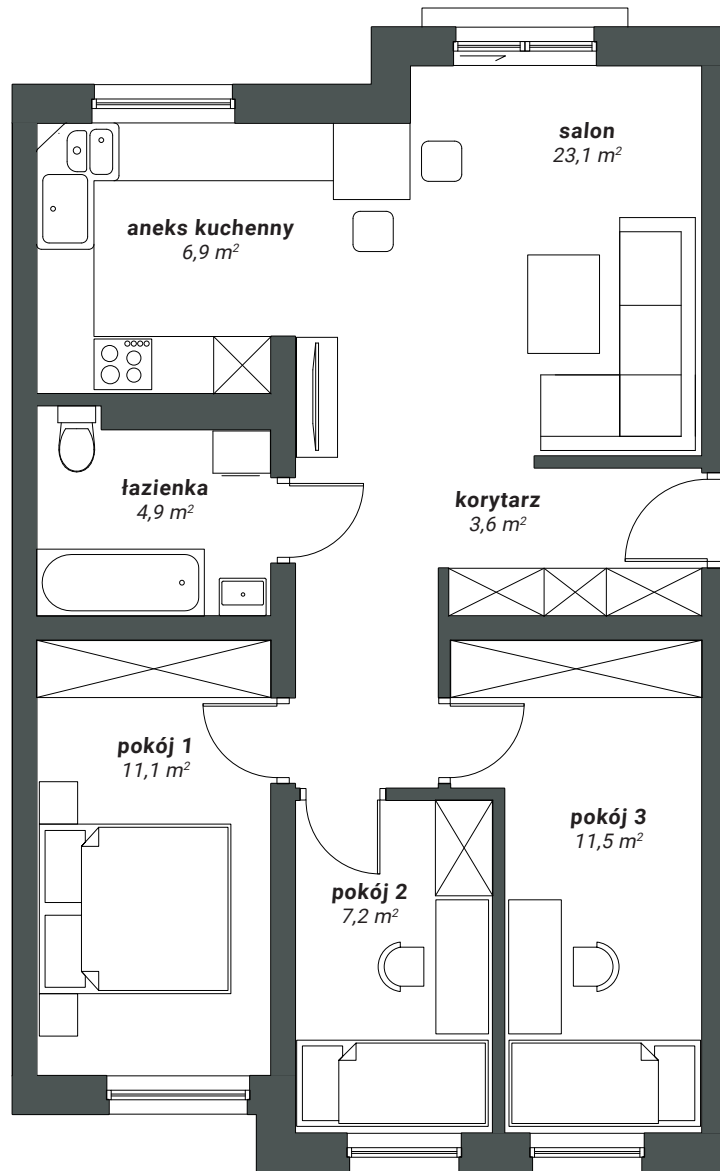 salon
23,1 m²
aneks kuchenny
6,9 m²
łazienka
4,9 m²
korytarz
3,6 m²
pokój 1
11,1 m²
pokój 3
11,5 m²
pokój 2
7,2 m²